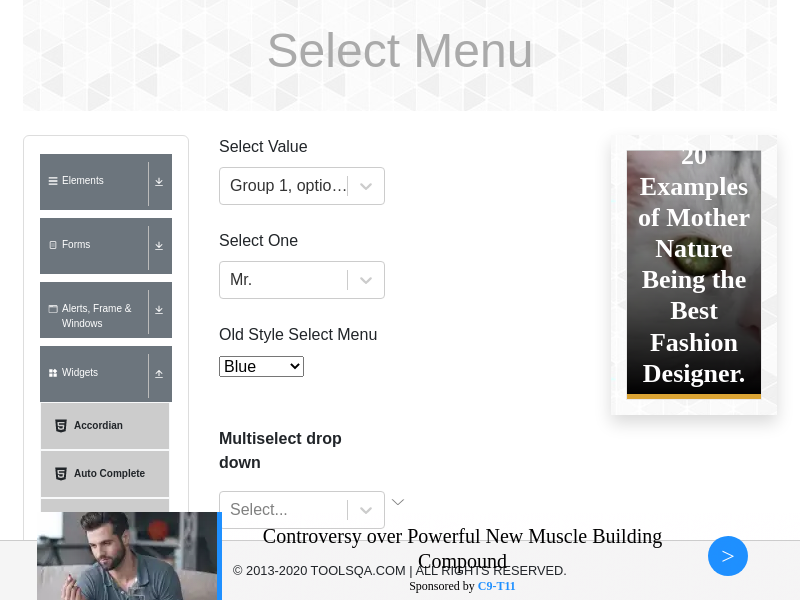 Select Menu
Elements
Forms
Alerts, Frame &
Windows
Widgets
Accordian
Auto Complete
Select Value
Group 1, optio...
Select One
Mr.
Old Style Select Menu
Blue
Multiselect drop
down
Select...
20
Examples
of Mother
Nature
Being the
Best
Fashion
Designer.
Controversy over Powerful New Muscle Building
Compound
Sponsored by C9-T11
>
© 2013-2020 TOOLSQA.COM | ALL RIGHTS RESERVED.